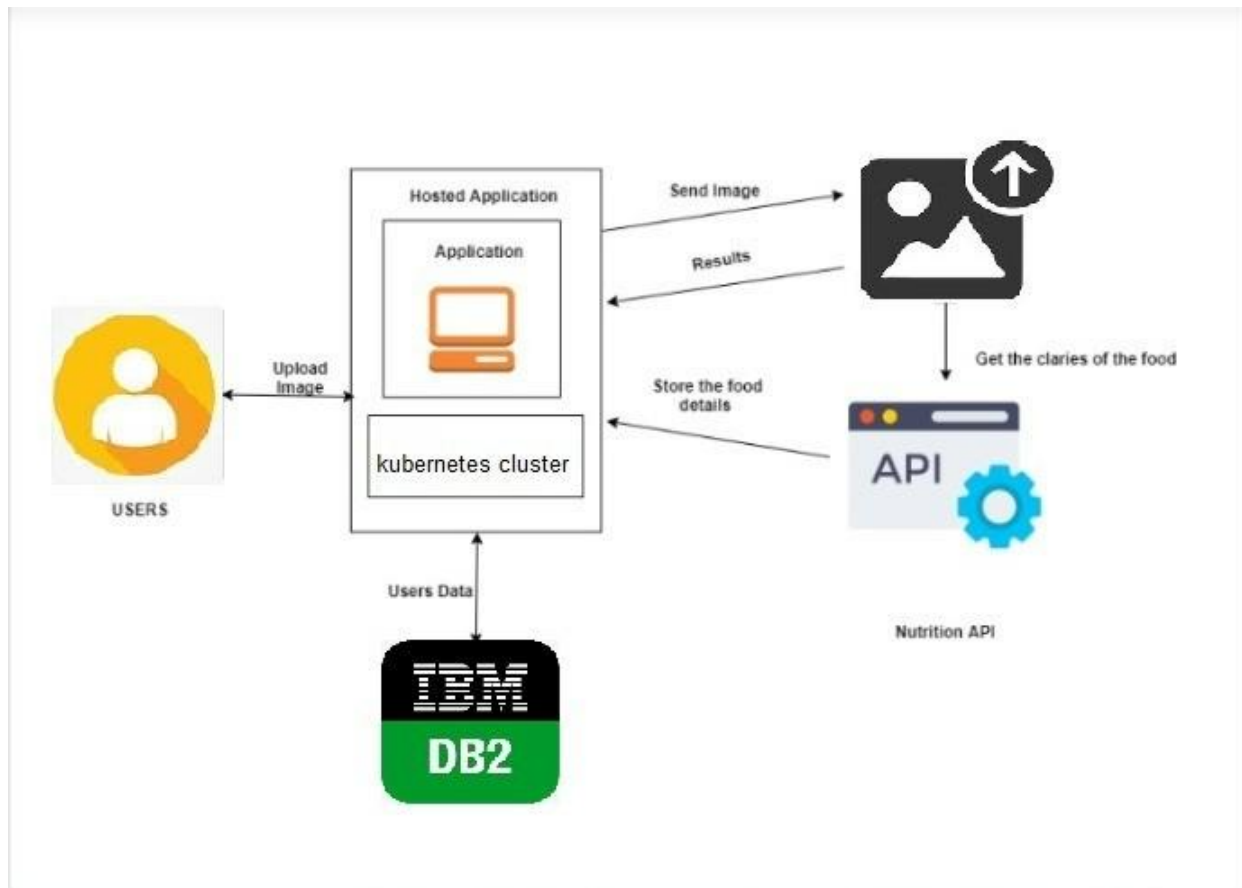 Hosted Application
Application
kubernetes cluster
Send Image
Results
Upload
Image
USERS
Get the claries of the food
Store the food
details
API
Nutrition API
Users Data
IBM
DB2